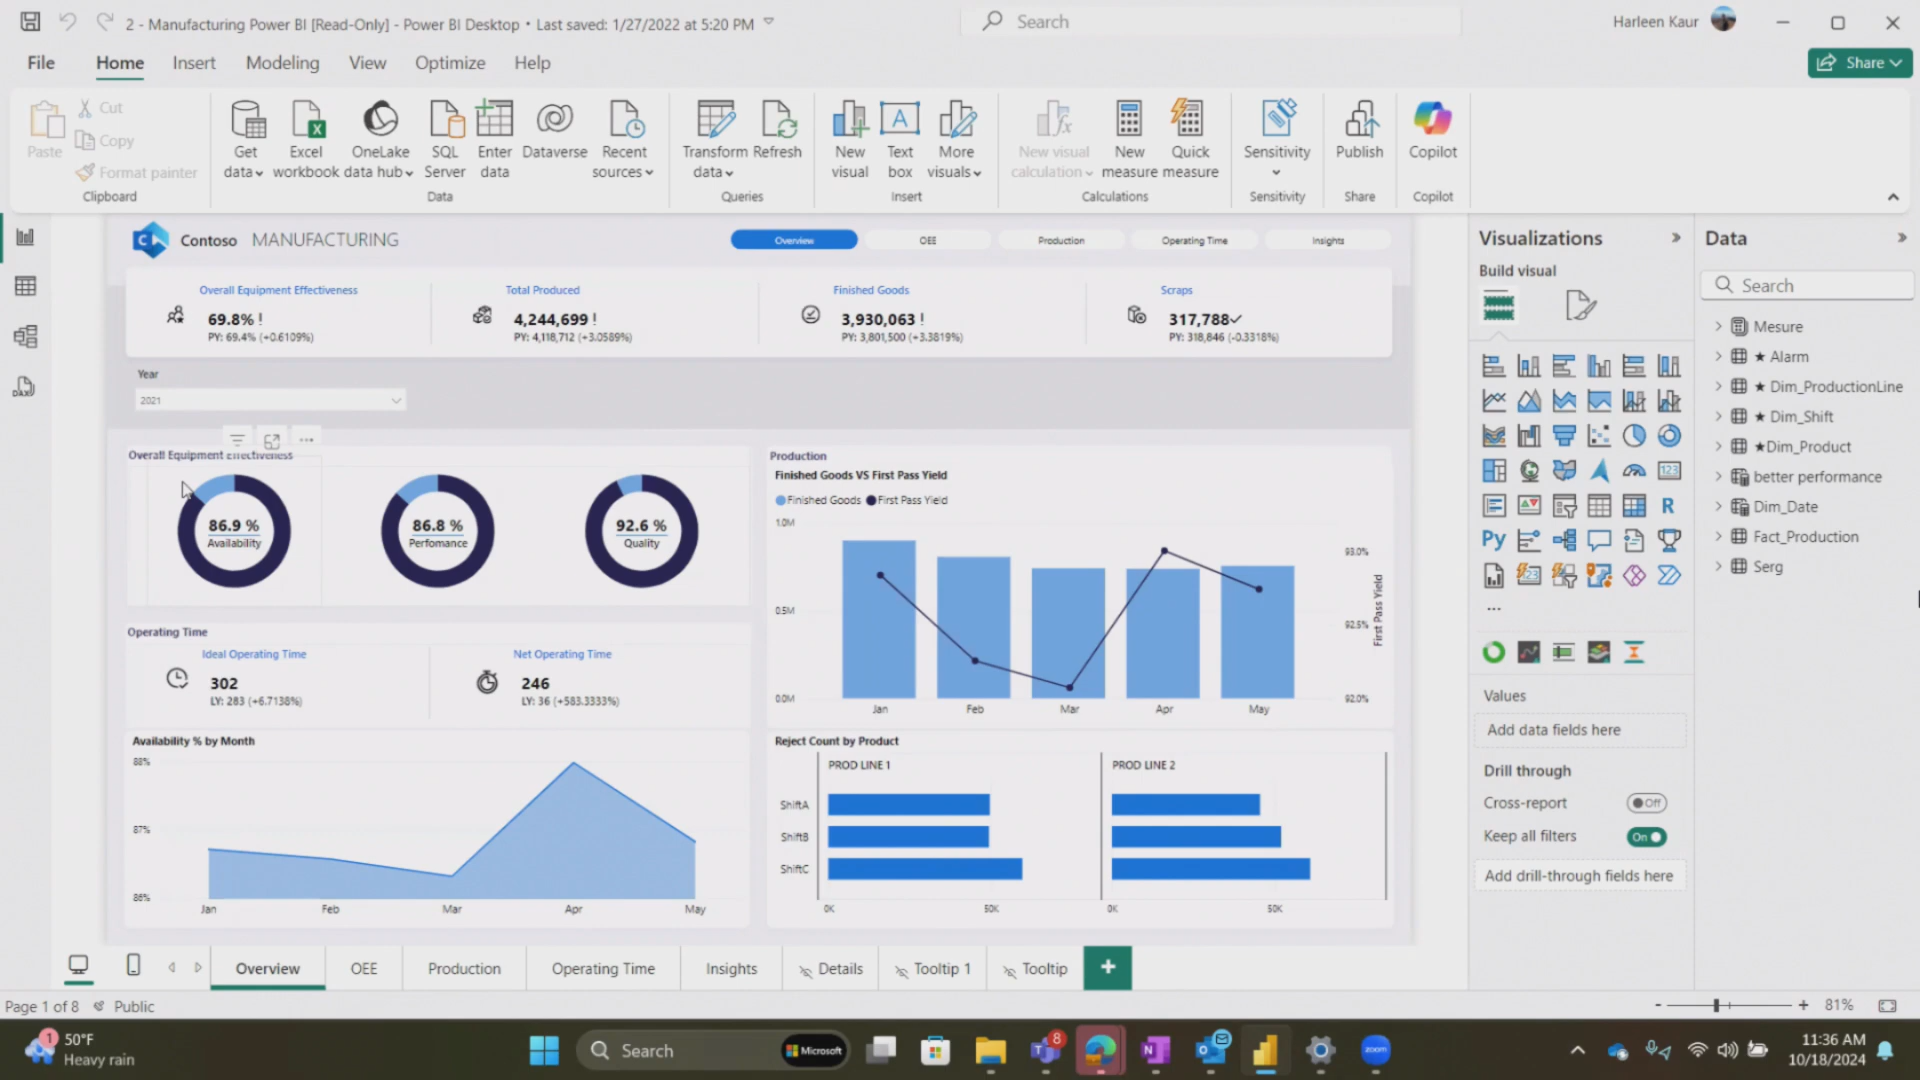 2 - Manufacturing Power BI [Read-Only] - Power BI Desktop • Last saved: 1/27/2022 at 5:20 PM
Search
Harleen Kaur
File
Home
Insert
Modeling
View
Optimize
Help
Share
Paste
Cut
Copy
Format painter
Clipboard
Get data
Excel workbook
OneLake data hub
SQL Server
Enter data
Dataverse
Recent sources
Data
Transform data
Refresh
Queries
New visual
Text box
More visuals
Insert
New visual calculation
New measure
Quick measure
Calculations
Sensitivity
Sensitivity
Publish
Share
Copilot
Copilot
Contoso MANUFACTURING
Overview
OEE
Production
Operating Time
Insights
Overall Equipment Effectiveness
69.8% !
PY: 69.4% (+0.6109%)
Total Produced
4,244,699 !
PY: 4,118,712 (+3.0589%)
Finished Goods
3,930,063 !
PY: 3,801,500 (+3.3819%)
Scraps
317,788✓
PY: 318,846 (-0.3318%)
Year
2021
Overall Equipment Effectiveness
86.9 %
Availability
86.8 %
Perfomance
92.6 %
Quality
Operating Time
Ideal Operating Time
302
LY: 283 (+6.7138%)
Net Operating Time
246
LY: 36 (+583.3333%)
Availability % by Month
88%
87%
86%
Jan Feb Mar Apr May
Production
Finished Goods VS First Pass Yield
Finished Goods First Pass Yield
1.0M
0.5M
0.0M
93.0%
92.5%
92.0%
First Pass Yield
Jan Feb Mar Apr May
Reject Count by Product
PROD LINE 1
PROD LINE 2
ShiftA
ShiftB
ShiftC
0K 50K 0K 50K
Visualizations
Build visual
123
R
Py
123
...
Values
Add data fields here
Drill through
Cross-report
Off
Keep all filters
On
Add drill-through fields here
Data
Search
Mesure
★ Alarm
★ Dim_ProductionLine
★ Dim_Shift
★Dim_Product
better performance
Dim_Date
Fact_Production
Serg
DAX
Overview
OEE
Production
Operating Time
Insights
Details
Tooltip 1
Tooltip
+
Page 1 of 8
Public
- + 81%
1
50°F
Heavy rain
Search
Microsoft
8
N
zoom
11:36 AM
10/18/2024